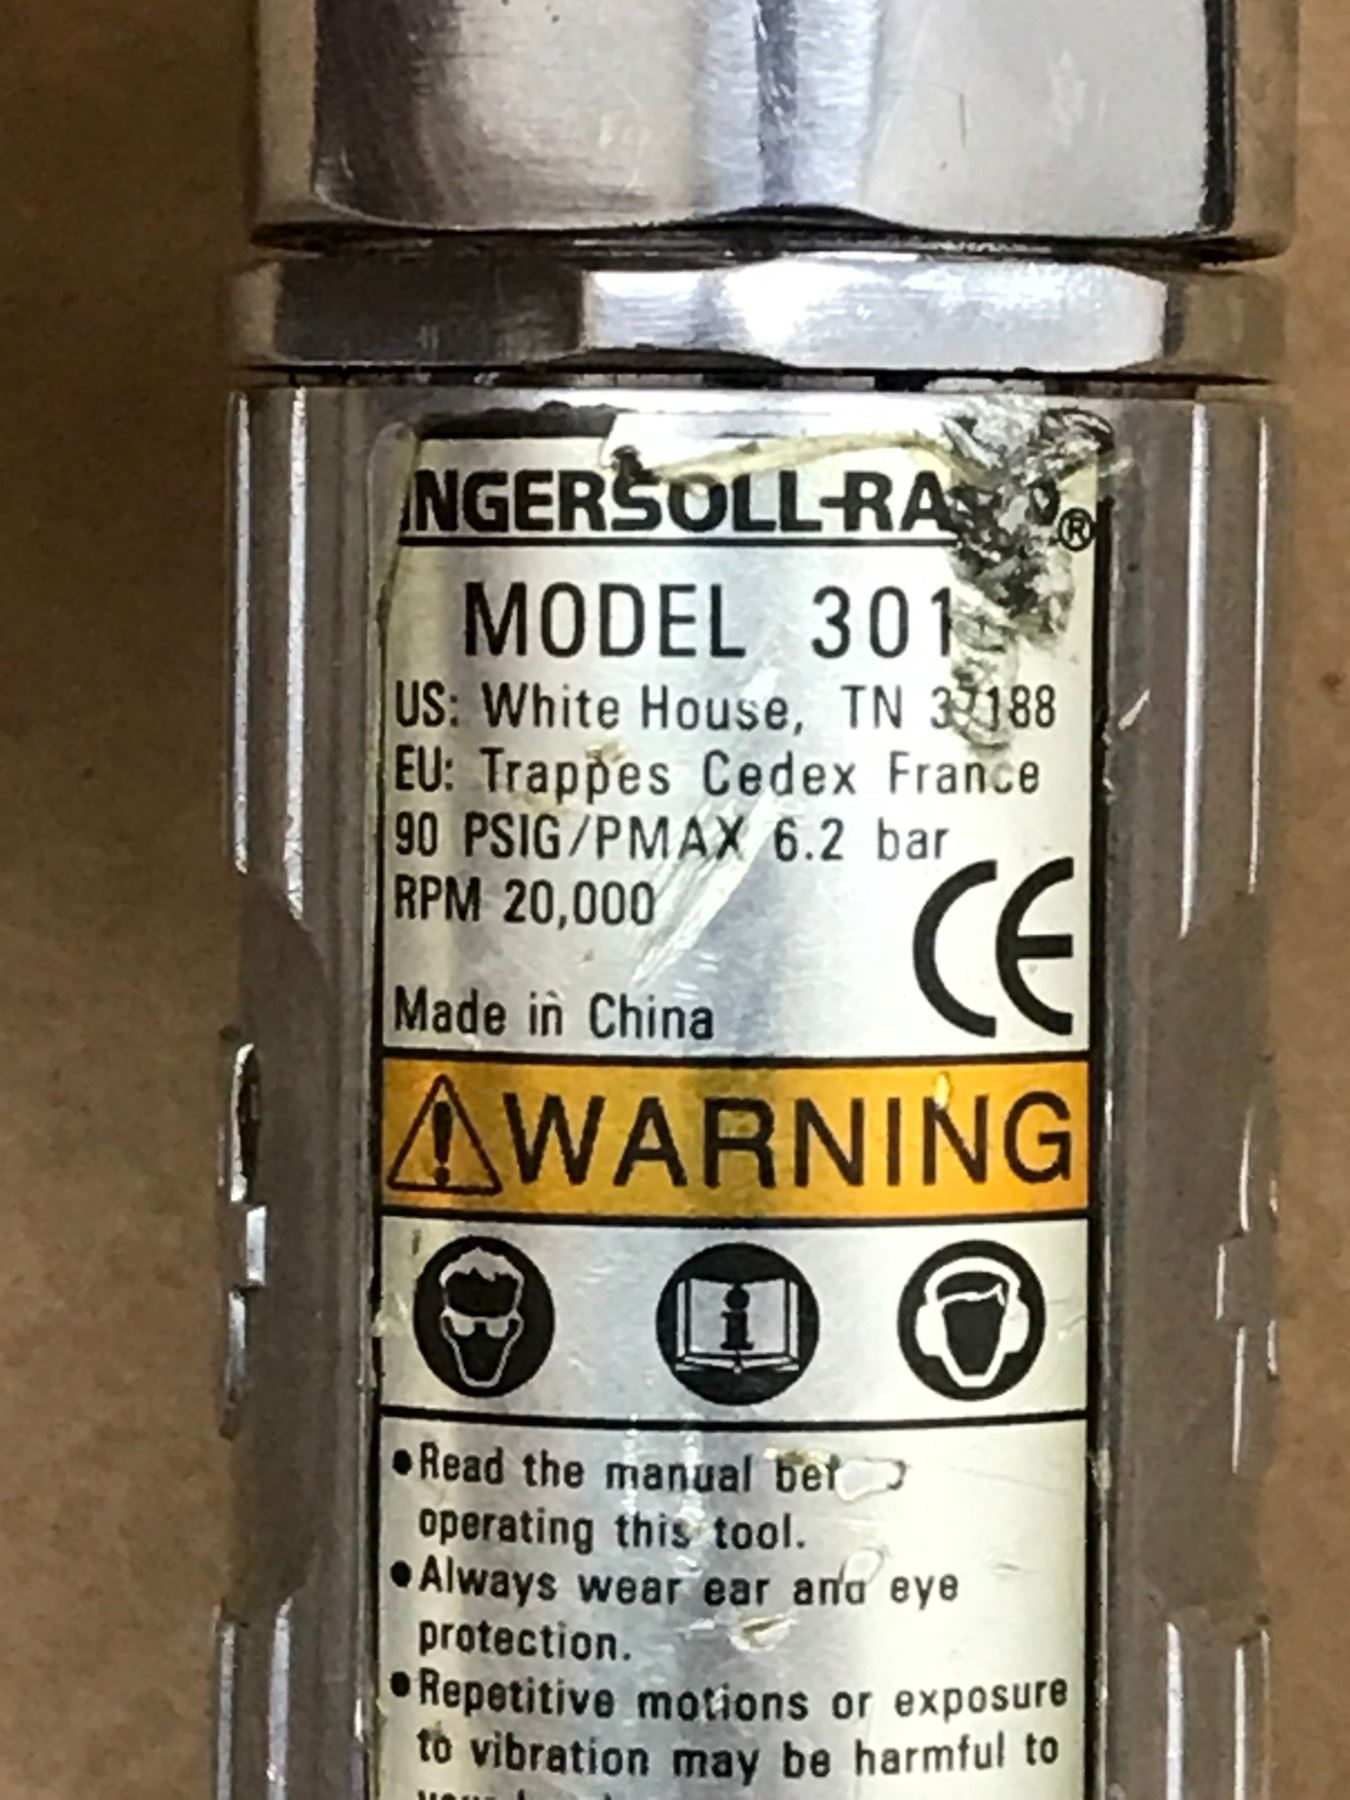 INGERSOLL-RAND®
MODEL 301
US: White House, TN 37188
EU: Trappes Cedex France
90 PSIG/PMAX 6.2 bar
RPM 20,000
CE
Made in China
WARNING
•Read the manual before
operating this tool.
•Always wear ear and eye
protection.
•Repetitive motions or exposure
to vibration may be harmful to